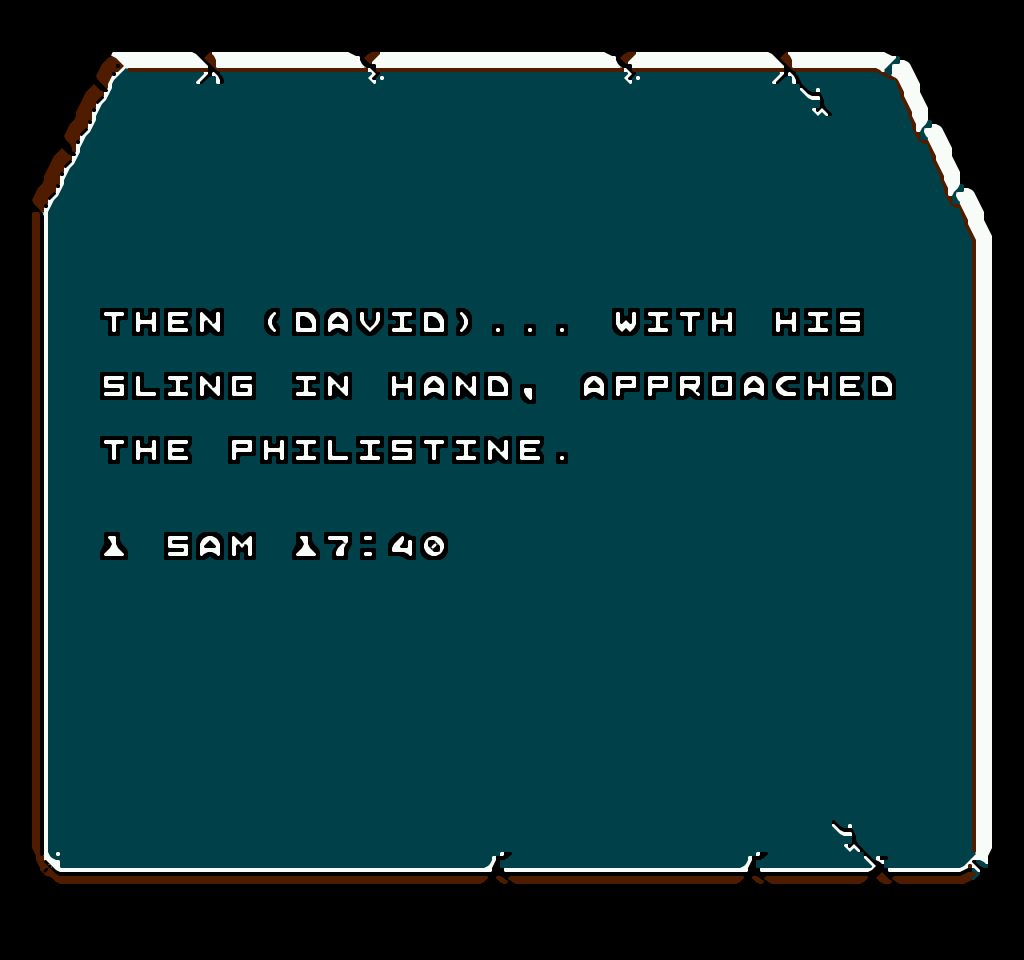 THEN (DAVID)... WITH HIS
SLING IN HAND, APPROACHED
THE PHILISTINE.
1 SAM 17:40